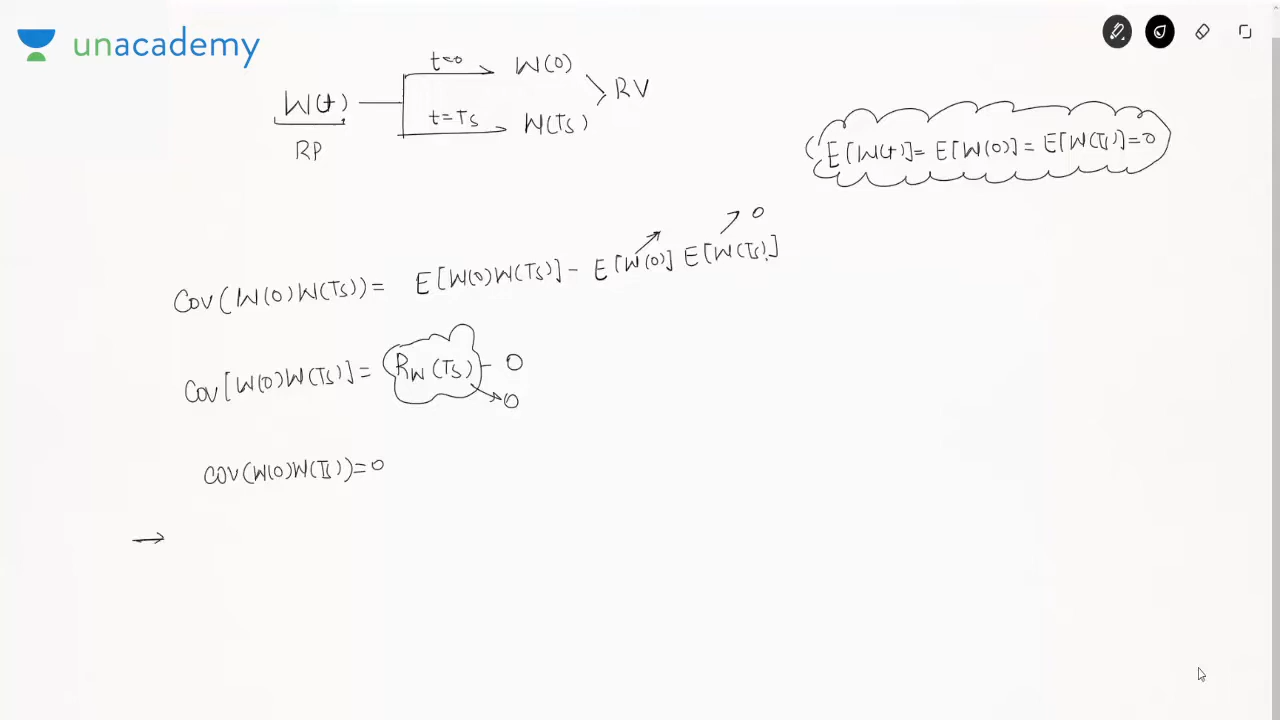 unacademy
t=0 W(0)
W(t) RV
t=Ts W(Ts)
RP
E[W(t)]= E[W(0)] = E[W(Ts)]=0
0
Cov(W(0)W(Ts))= E[W(0)W(Ts)]- E[W(0)] E[W(Ts)]
Cov[W(0)W(Ts)]= RW(Ts)- 0
0
Cov(W(0)W(Ts))=0